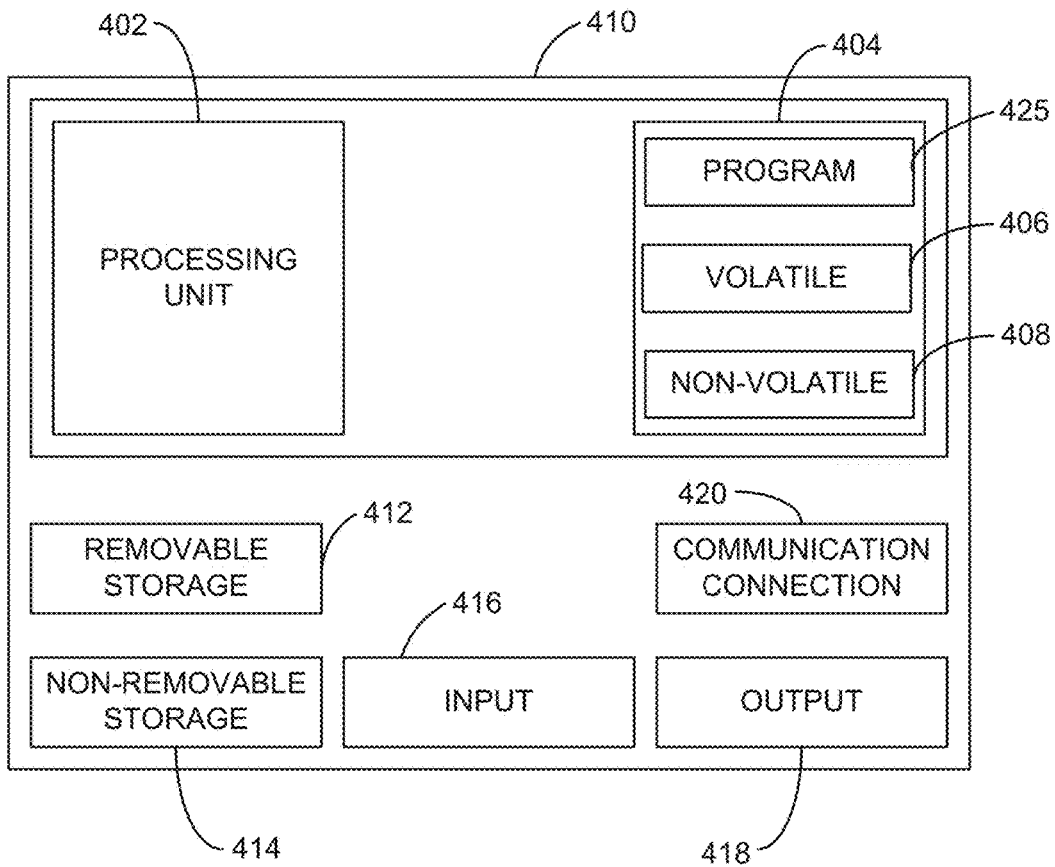 402
410
404
425
PROGRAM
406
PROCESSING
UNIT
VOLATILE
408
NON-VOLATILE
420
412
REMOVABLE
STORAGE
COMMUNICATION
CONNECTION
416
NON-REMOVABLE
STORAGE
INPUT
OUTPUT
414
418